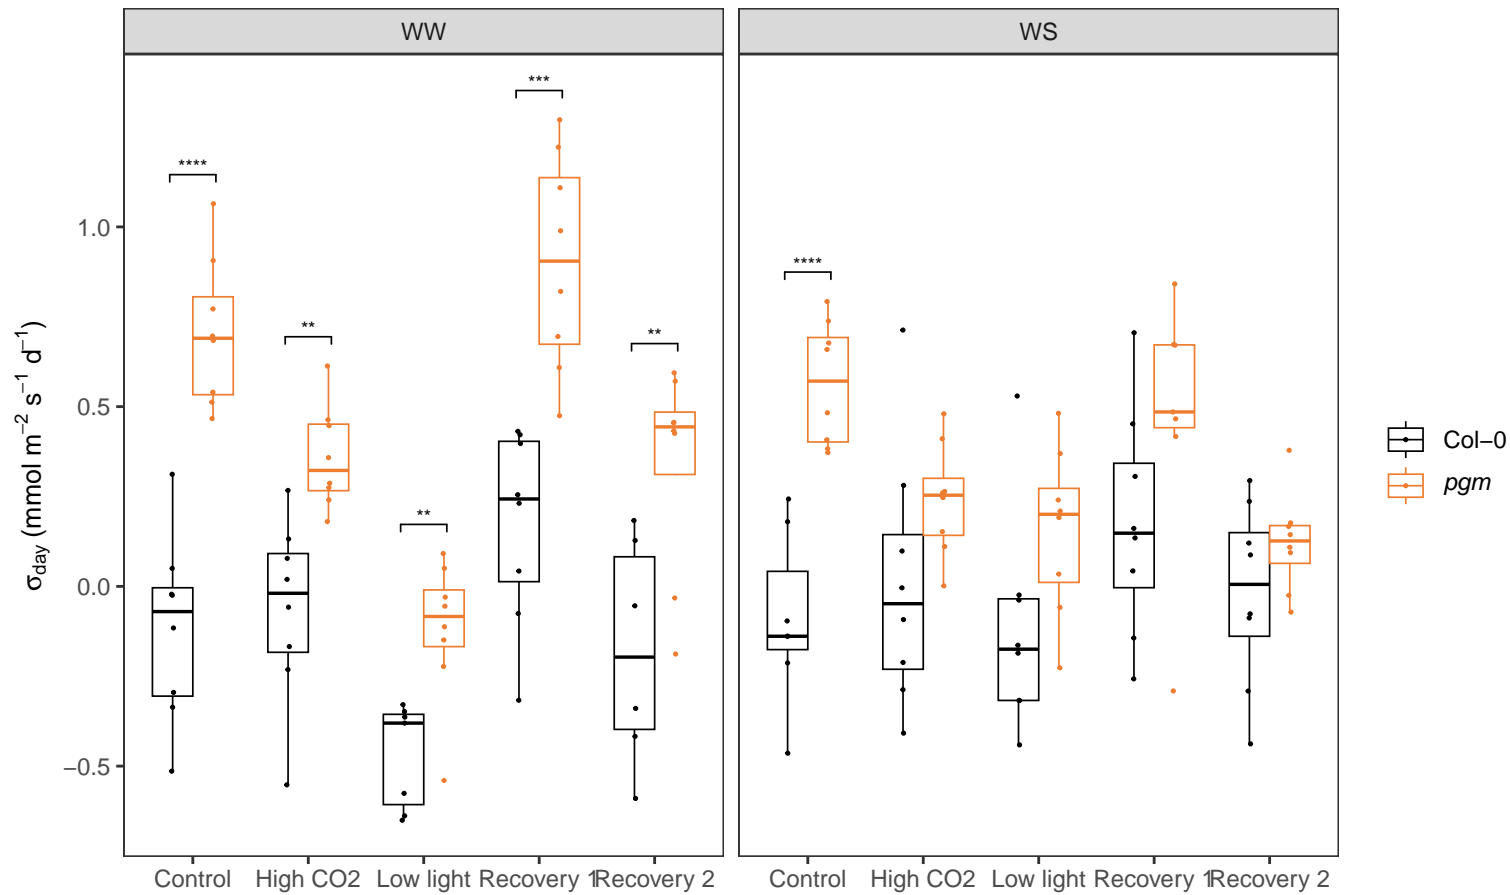 WW
WS
****
**
**
***
**
****
σday (mmol m−2 s−1 d−1)
1.0
0.5
0.0
−0.5
Control High CO2 Low light Recovery 1 Recovery 2
Control High CO2 Low light Recovery 1 Recovery 2
Col−0
pgm